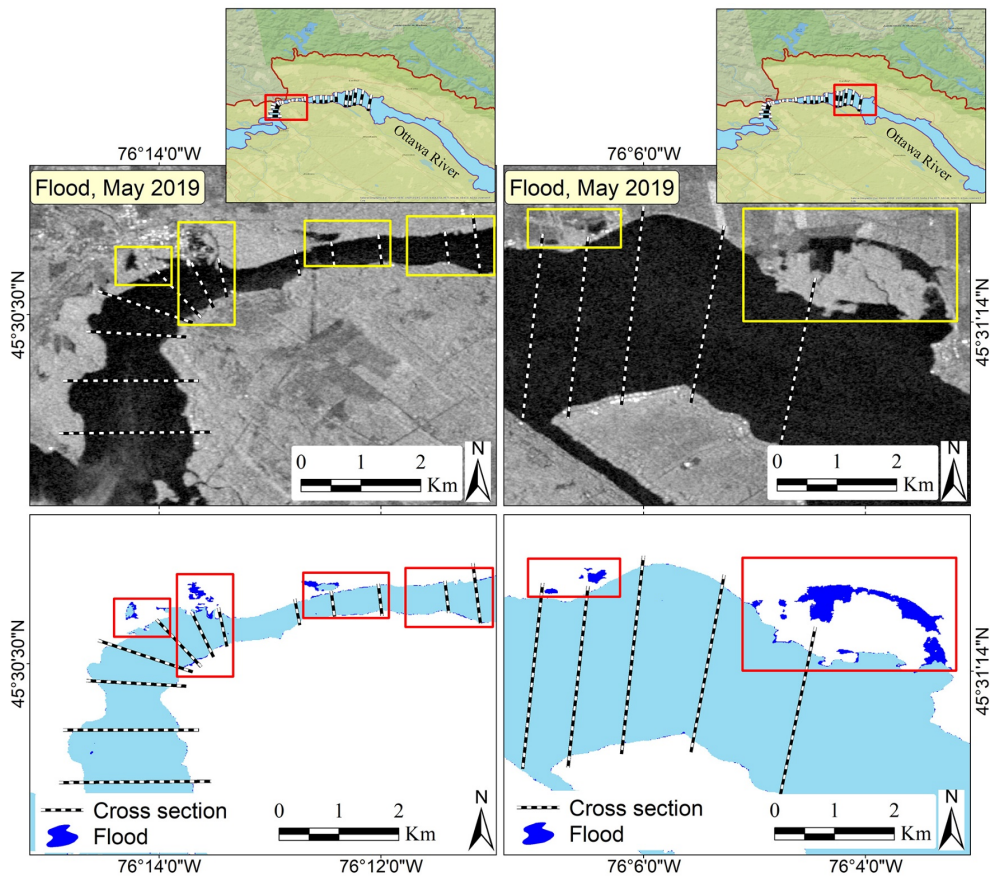 Ottawa River
Ottawa River
76°14'0"W
76°6'0"W
Flood, May 2019
Flood, May 2019
45°30'30"N
45°31'14"N
N
0 1 2
Km
N
0 1 2
Km
45°30'30"N
45°31'14"N
Cross section
Flood
0 1 2
Km
N
Cross section
Flood
0 1 2
Km
N
76°14'0"W
76°12'0"W
76°6'0"W
76°4'0"W